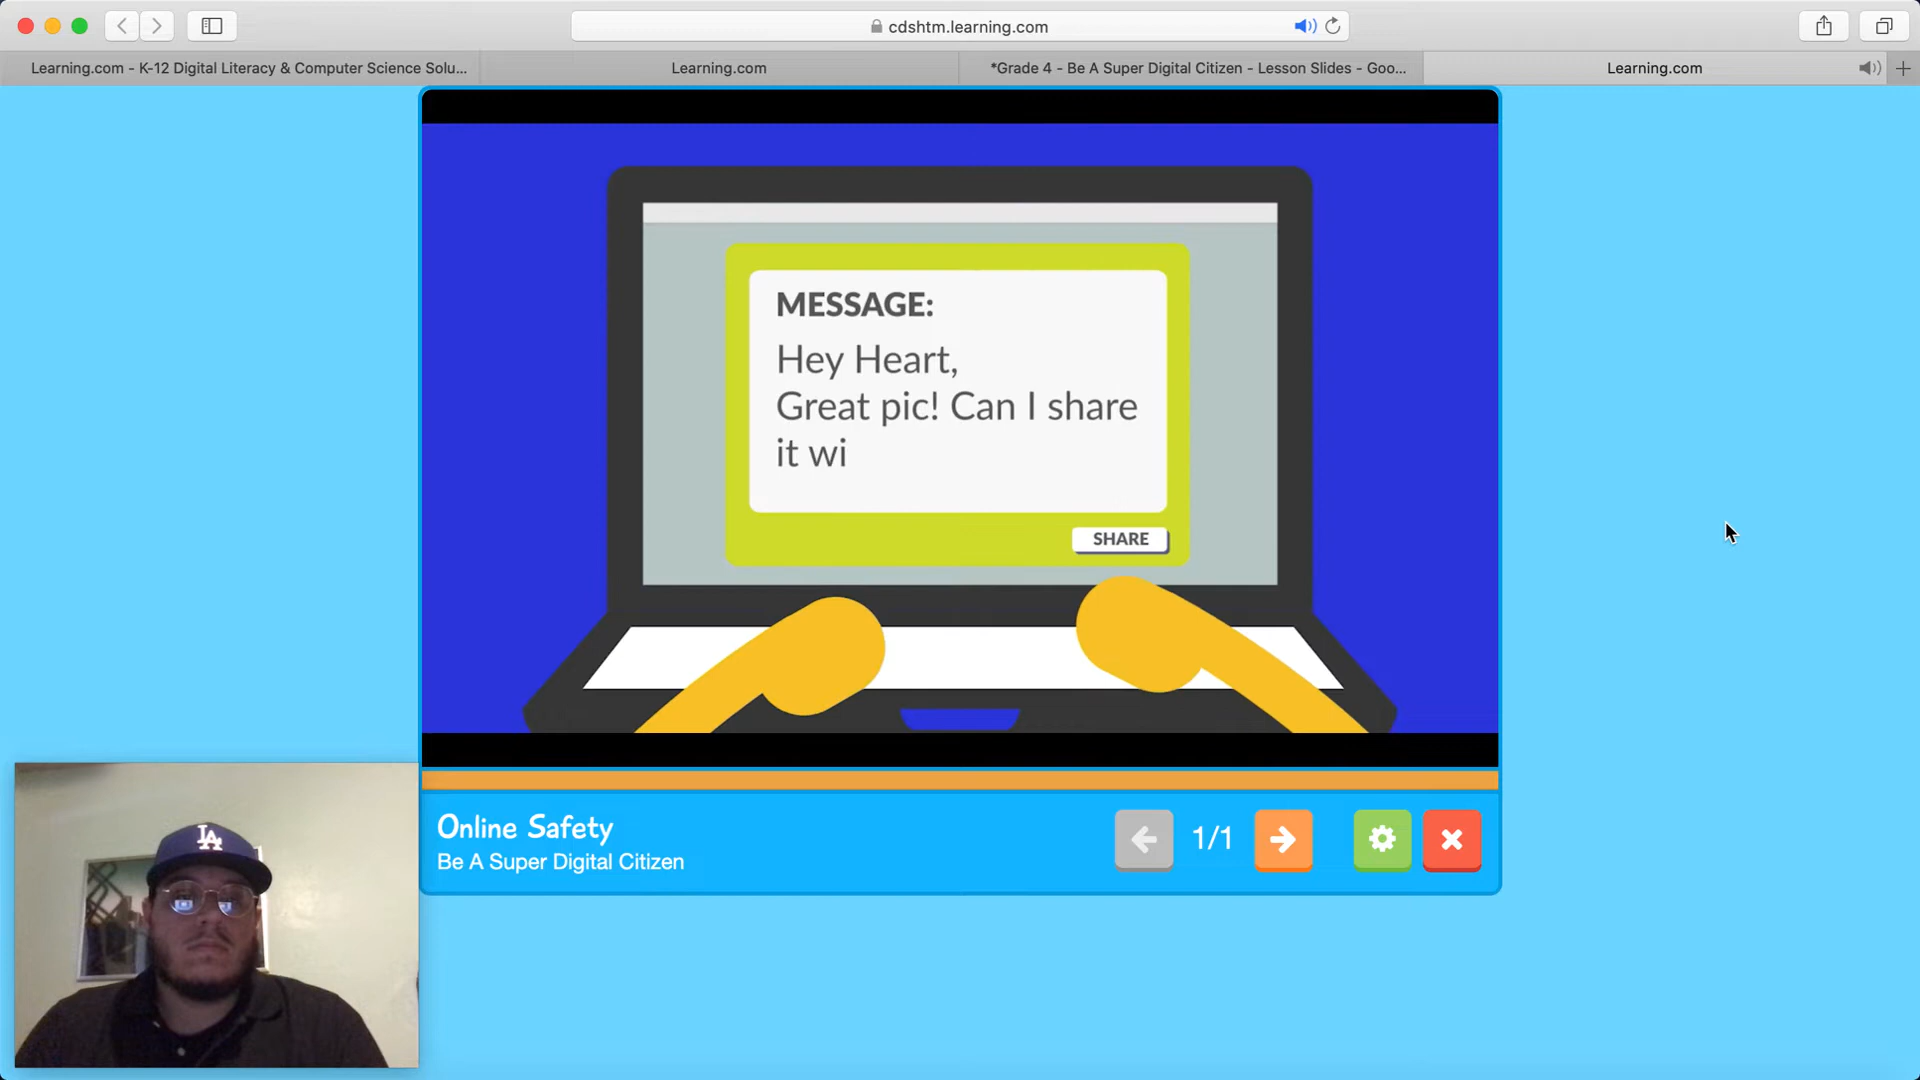 cdshtm.learning.com
Learning.com - K-12 Digital Literacy & Computer Science Solu...
Learning.com
*Grade 4 - Be A Super Digital Citizen - Lesson Slides - Goo...
Learning.com
MESSAGE:
Hey Heart,
Great pic! Can I share
it wi
SHARE
Online Safety
Be A Super Digital Citizen
1/1
LA